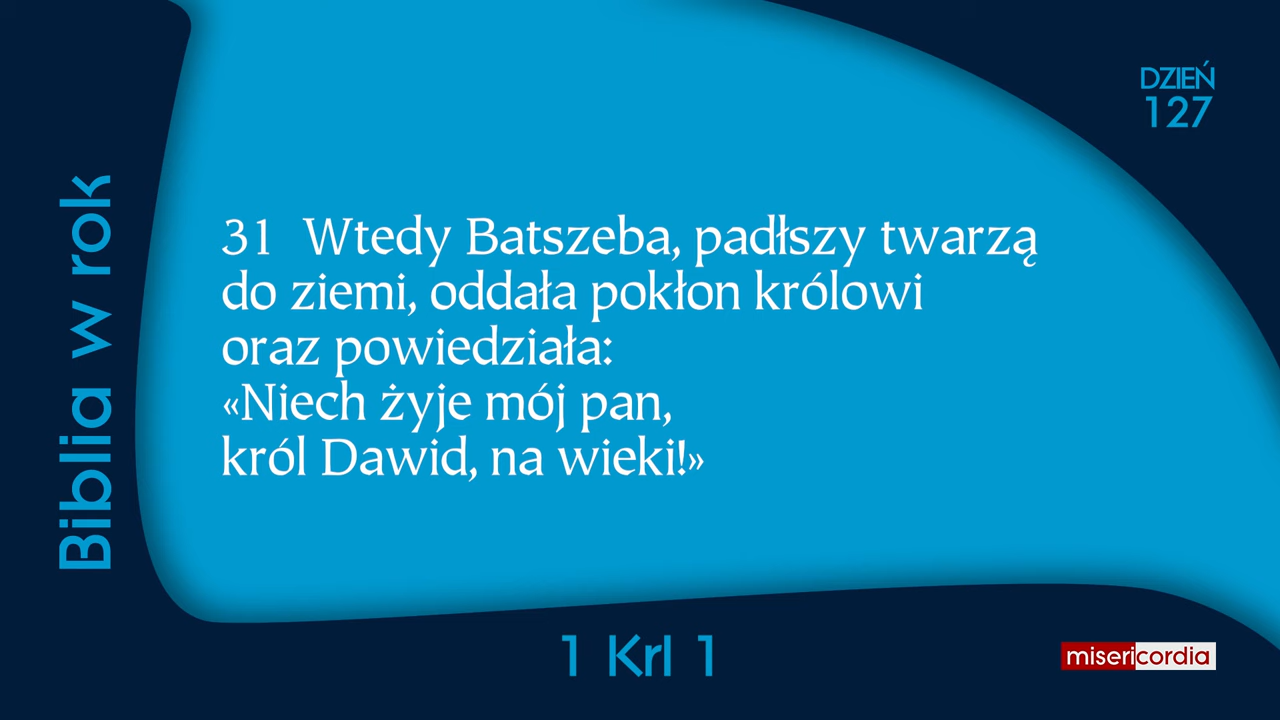 DZIEŃ
127
Biblia w rok
31 Wtedy Batszeba, padłszy twarzą
do ziemi, oddała pokłon królowi
oraz powiedziała:
«Niech żyje mój pan,
król Dawid, na wieki!»
1 Krl 1
misericordia